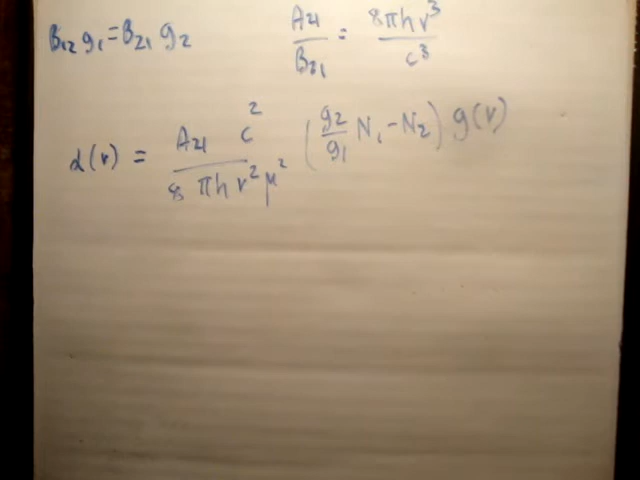 B₁₂ g₁ = B₂₁ g₂    A₂₁/B₂₁ = 8πhν³/c³
α(ν) = A₂₁ c²/8πhν²μ² (g₂/g₁ N₁ - N₂) g(ν)